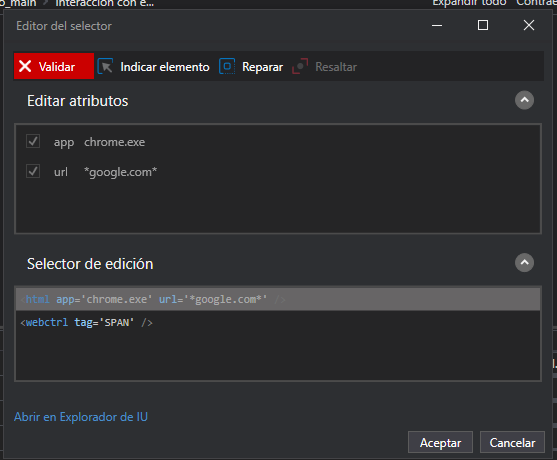 o_main > Interacción con e...
Expandir todo Contrae
Editor del selector
Validar Indicar elemento Reparar Resaltar
Editar atributos
app chrome.exe
url *google.com*
Selector de edición
<html app='chrome.exe' url='*google.com*' />
<webctrl tag='SPAN' />
Abrir en Explorador de IU
Aceptar Cancelar